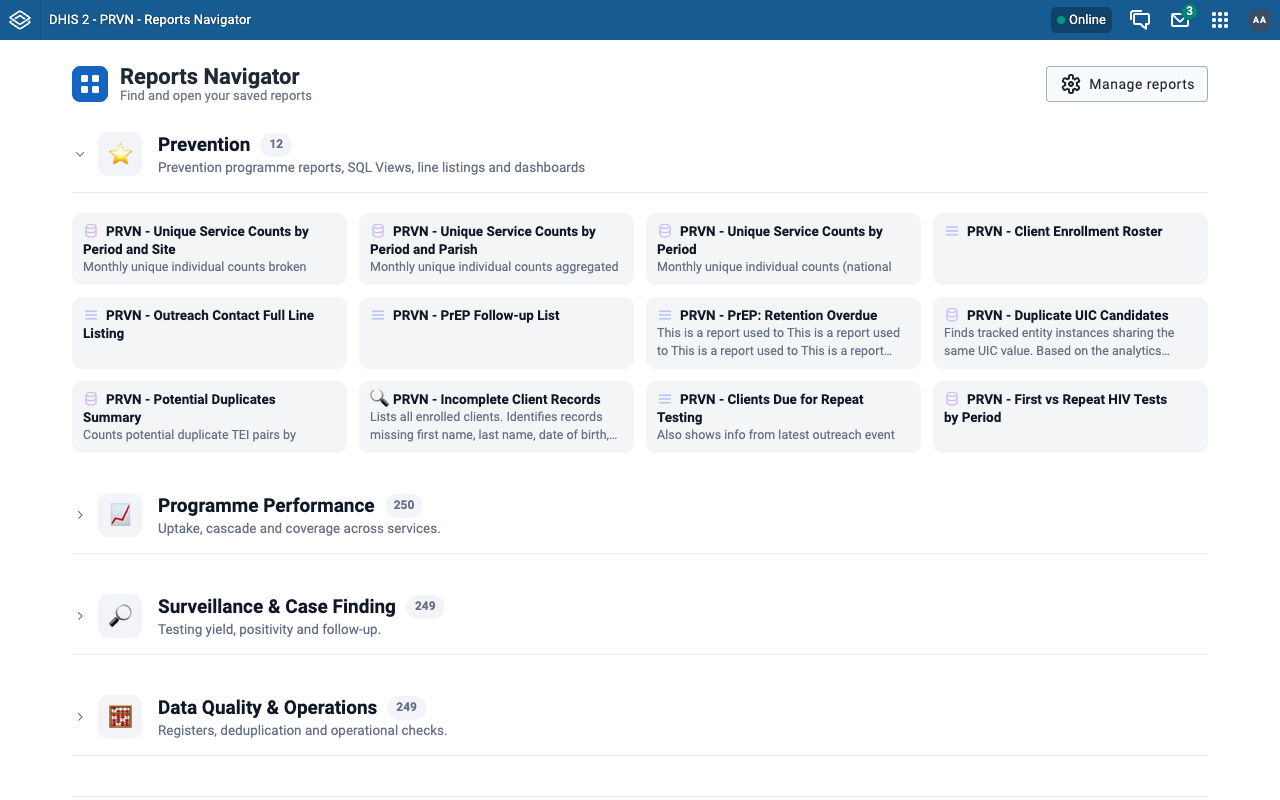 DHIS 2 - PRVN - Reports Navigator
Online
3
AA
Reports Navigator
Find and open your saved reports
Manage reports
Prevention 12
Prevention programme reports, SQL Views, line listings and dashboards
PRVN - Unique Service Counts by
Period and Site
Monthly unique individual counts broken
PRVN - Unique Service Counts by
Period and Parish
Monthly unique individual counts aggregated
PRVN - Unique Service Counts by
Period
Monthly unique individual counts (national
PRVN - Client Enrollment Roster
PRVN - Outreach Contact Full Line
Listing
PRVN - PrEP Follow-up List
PRVN - PrEP: Retention Overdue
This is a report used to This is a report used
to This is a report used to This is a report...
PRVN - Duplicate UIC Candidates
Finds tracked entity instances sharing the
same UIC value. Based on the analytics...
PRVN - Potential Duplicates
Summary
Counts potential duplicate TEI pairs by
PRVN - Incomplete Client Records
Lists all enrolled clients. Identifies records
missing first name, last name, date of birth,...
PRVN - Clients Due for Repeat
Testing
Also shows info from latest outreach event
PRVN - First vs Repeat HIV Tests
by Period
Programme Performance 250
Uptake, cascade and coverage across services.
Surveillance & Case Finding 249
Testing yield, positivity and follow-up.
Data Quality & Operations 249
Registers, deduplication and operational checks.